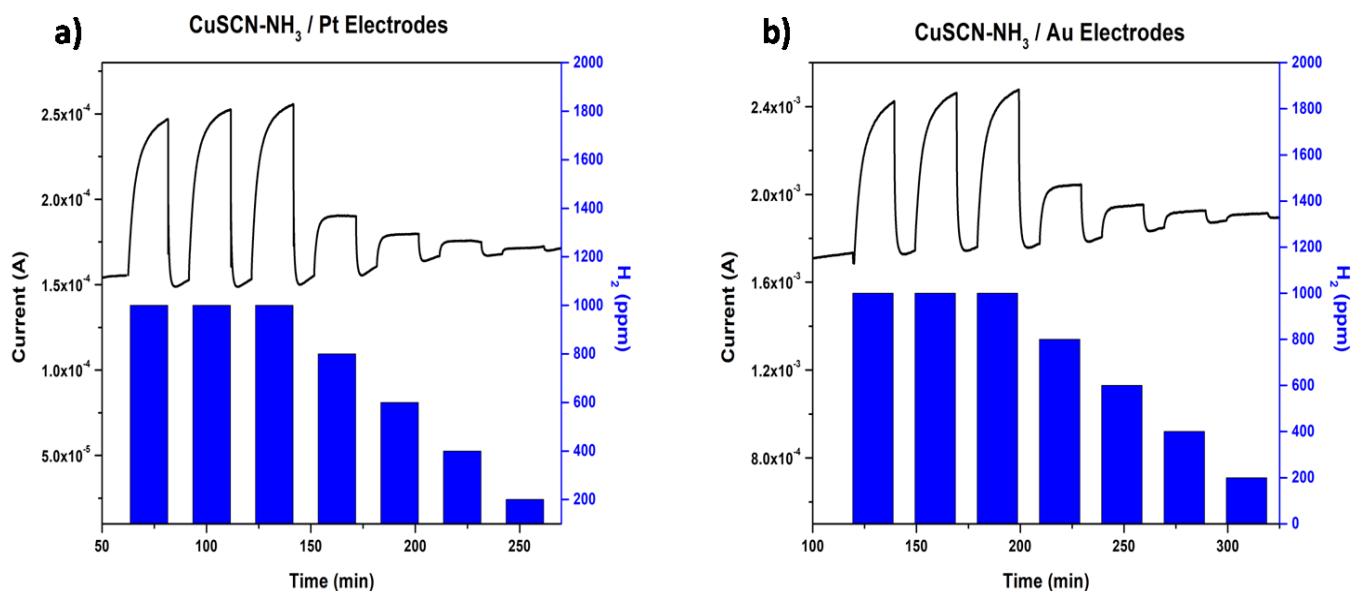 a)
CuSCN-NH₃ / Pt Electrodes
2.5x10⁻⁴
2.0x10⁻⁴
1.5x10⁻⁴
1.0x10⁻⁴
5.0x10⁻⁵
Current (A)
2000
1800
1600
1400
1200
1000
800
600
400
200
H₂ (ppm)
50
100
150
200
250
Time (min)
b)
CuSCN-NH₃ / Au Electrodes
2.4x10⁻³
2.0x10⁻³
1.6x10⁻³
1.2x10⁻³
8.0x10⁻⁴
Current (A)
2000
1800
1600
1400
1200
1000
800
600
400
200
0
H₂ (ppm)
100
150
200
250
300
Time (min)